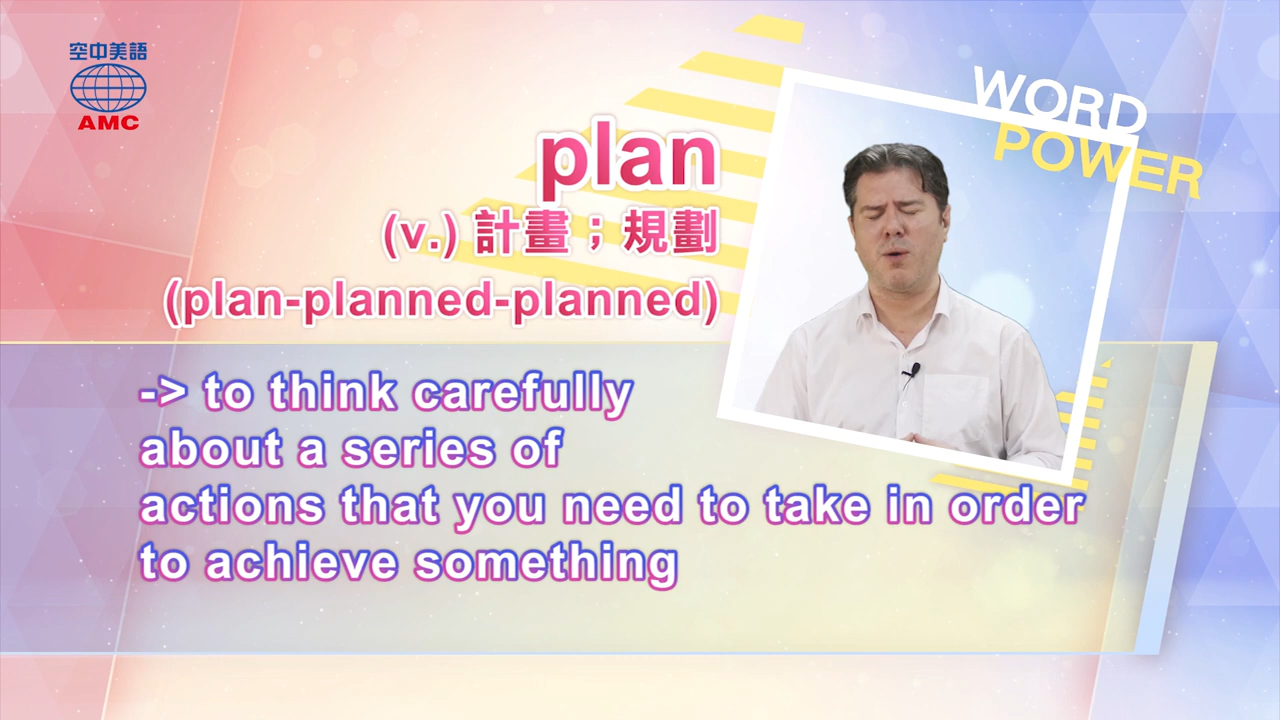 空中美語
AMC
WORD
POWER
plan
(v.) 計畫；規劃
(plan-planned-planned)
-> to think carefully
about a series of
actions that you need to take in order
to achieve something